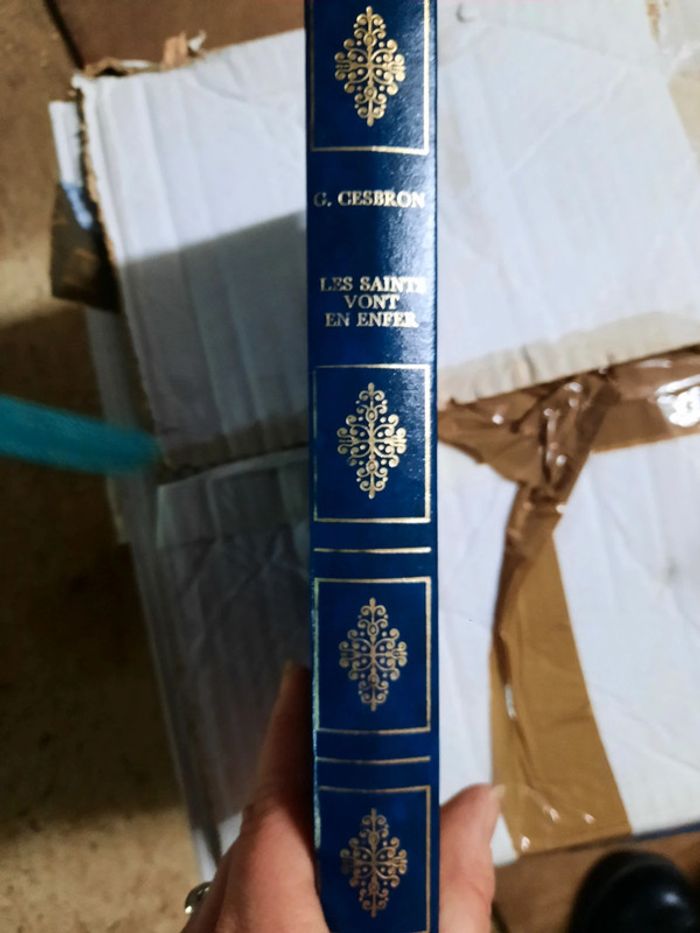 G. CESBRON
LES SAINTS
VONT
EN ENFER